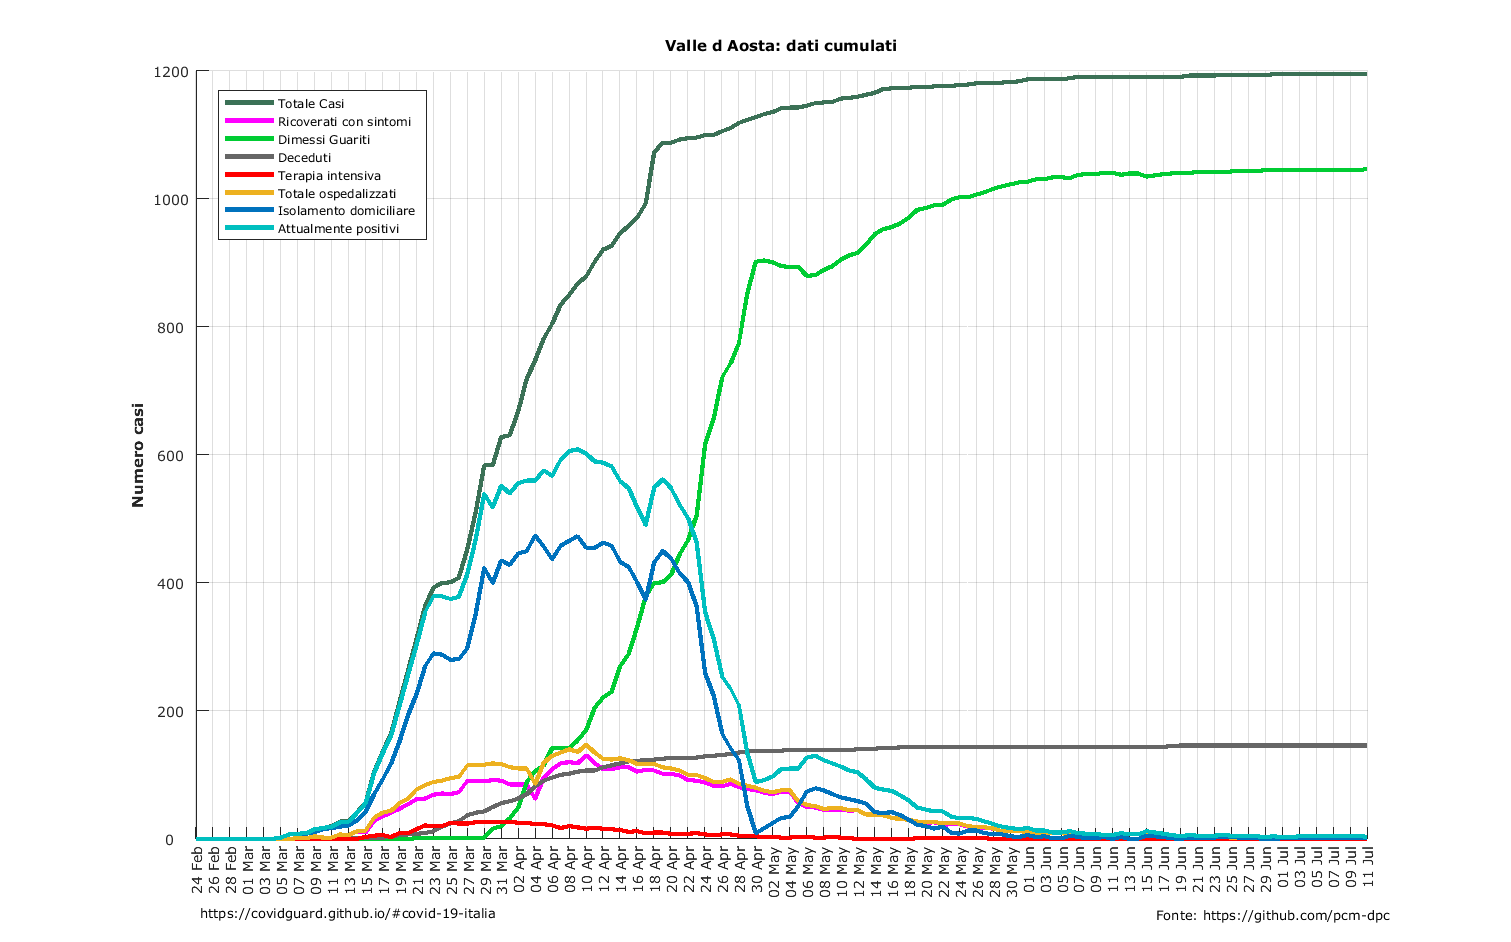 Valle d Aosta: dati cumulati
Numero casi
1200
1000
800
600
400
200
0
Totale Casi
Ricoverati con sintomi
Dimessi Guariti
Deceduti
Terapia intensiva
Totale ospedalizzati
Isolamento domiciliare
Attualmente positivi
24 Feb
26 Feb
28 Feb
01 Mar
03 Mar
05 Mar
07 Mar
09 Mar
11 Mar
13 Mar
15 Mar
17 Mar
19 Mar
21 Mar
23 Mar
25 Mar
27 Mar
29 Mar
31 Mar
02 Apr
04 Apr
06 Apr
08 Apr
10 Apr
12 Apr
14 Apr
16 Apr
18 Apr
20 Apr
22 Apr
24 Apr
26 Apr
28 Apr
30 Apr
02 May
04 May
06 May
08 May
10 May
12 May
14 May
16 May
18 May
20 May
22 May
24 May
26 May
28 May
30 May
01 Jun
03 Jun
05 Jun
07 Jun
09 Jun
11 Jun
13 Jun
15 Jun
17 Jun
19 Jun
21 Jun
23 Jun
25 Jun
27 Jun
29 Jun
01 Jul
03 Jul
05 Jul
07 Jul
09 Jul
11 Jul
https://covidguard.github.io/#covid-19-italia
Fonte: https://github.com/pcm-dpc